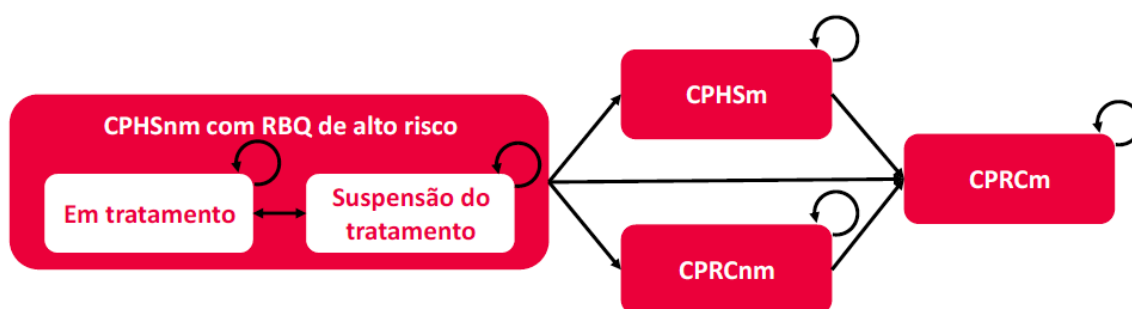 CPHSnm com RBQ de alto risco
Em tratamento
Suspensão do
tratamento
CPHSm
CPRCnm
CPRCm